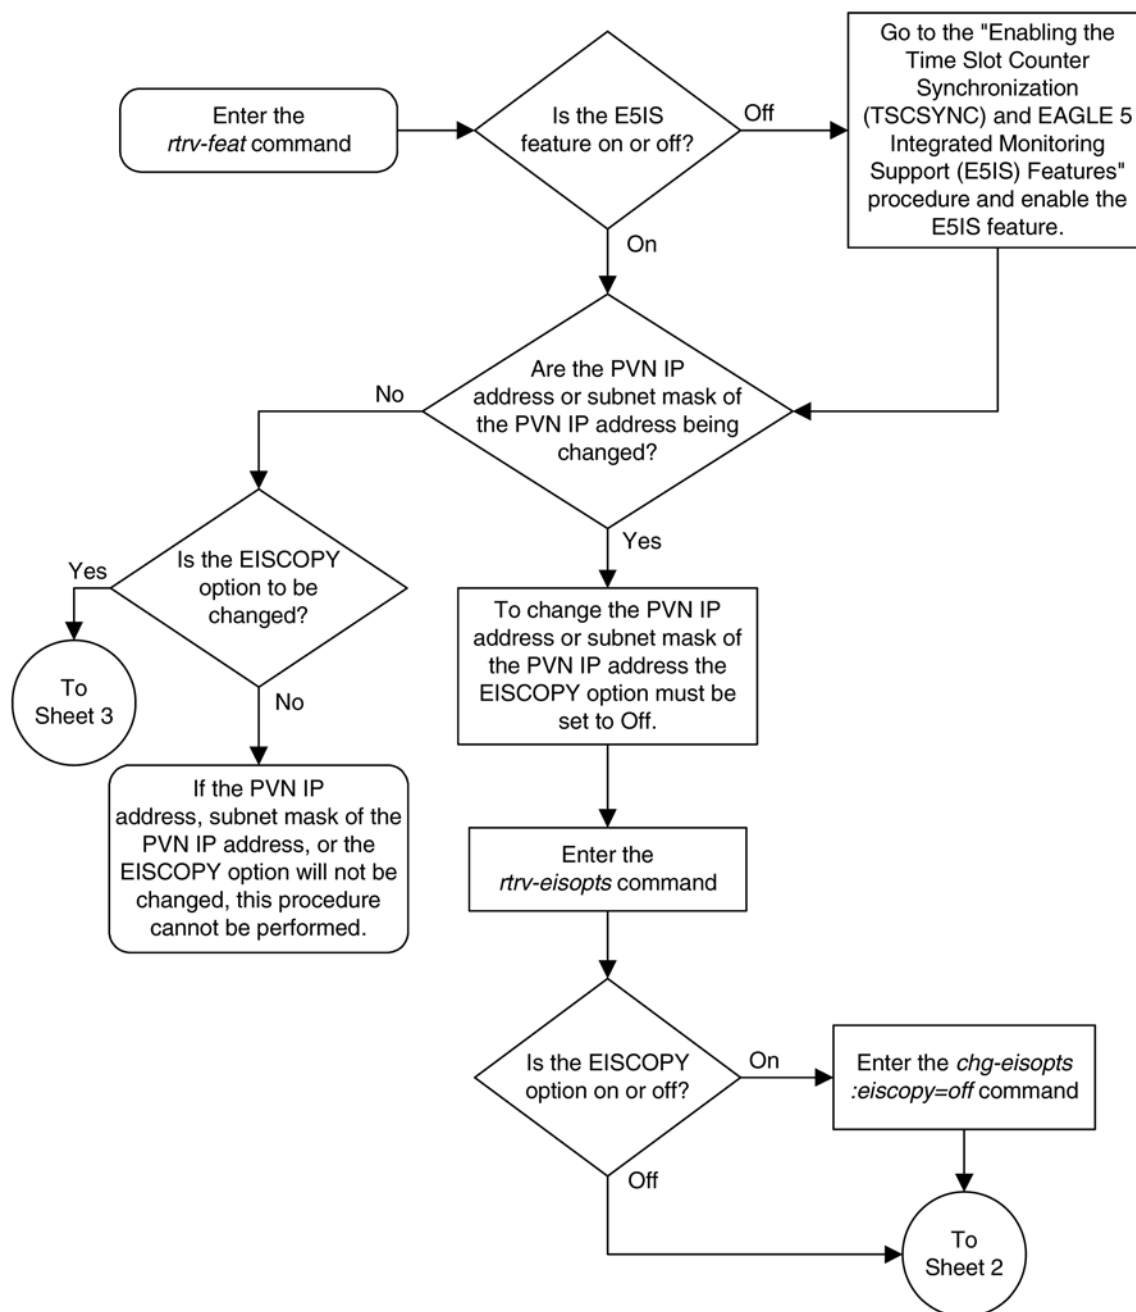 Enter the
rtrv-feat command
Is the E5IS
feature on or off?
Off
Go to the "Enabling the
Time Slot Counter
Synchronization
(TSCSYNC) and EAGLE 5
Integrated Monitoring
Support (E5IS) Features"
procedure and enable the
E5IS feature.
On
Are the PVN IP
address or subnet mask of
the PVN IP address being
changed?
No
Yes
Is the EISCOPY
option to be
changed?
Yes
To
Sheet 3
No
If the PVN IP
address, subnet mask of the
PVN IP address, or the
EISCOPY option will not be
changed, this procedure
cannot be performed.
To change the PVN IP
address or subnet mask of
the PVN IP address the
EISCOPY option must be
set to Off.
Enter the
rtrv-eisopts command
Is the EISCOPY
option on or off?
On
Enter the chg-eisopts
:eiscopy=off command
Off
To
Sheet 2